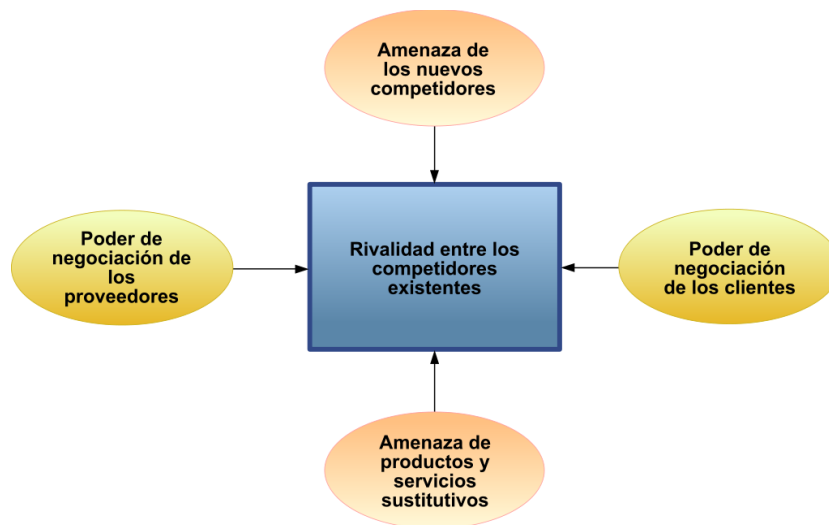 Amenaza de
los nuevos
competidores
Poder de
negociación de
los
proveedores
Rivalidad entre los
competidores
existentes
Poder de
negociación
de los clientes
Amenaza de
productos y
servicios
sustitutivos